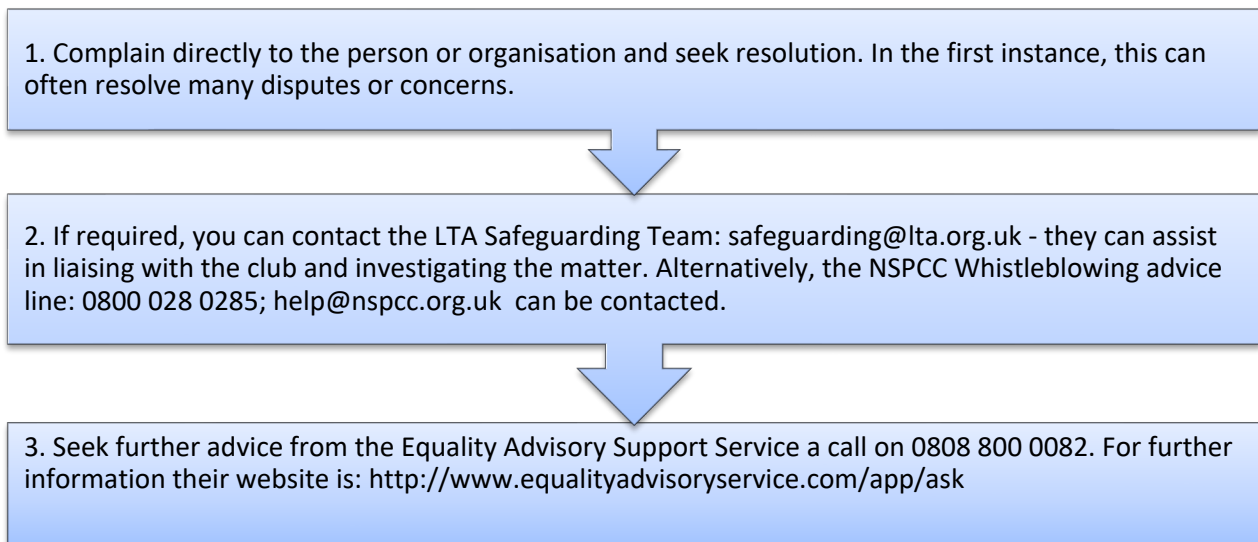 1. Complain directly to the person or organisation and seek resolution. In the first instance, this can
often resolve many disputes or concerns.
2. If required, you can contact the LTA Safeguarding Team: safeguarding@lta.org.uk - they can assist
in liaising with the club and investigating the matter. Alternatively, the NSPCC Whistleblowing advice
line: 0800 028 0285; help@nspcc.org.uk  can be contacted.
3. Seek further advice from the Equality Advisory Support Service a call on 0808 800 0082. For further
information their website is: http://www.equalityadvisoryservice.com/app/ask